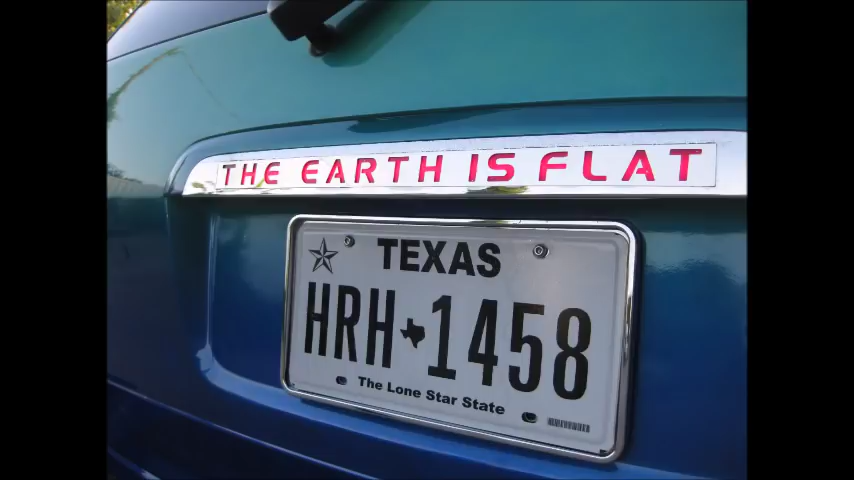 THE EARTH IS FLAT
TEXAS
HRH 1458
The Lone Star State